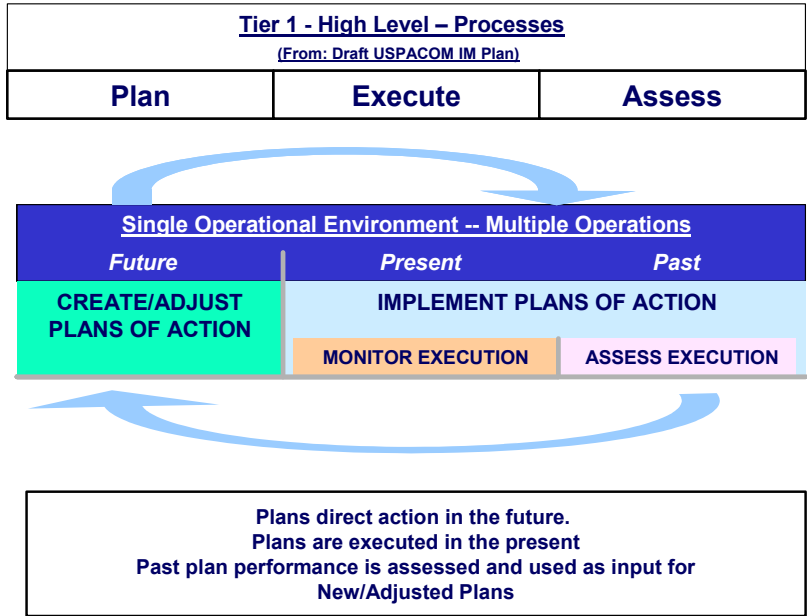 Tier 1 - High Level – Processes
(From: Draft USPACOM IM Plan)
Plan Execute Assess
Single Operational Environment -- Multiple Operations
Future Present Past
CREATE/ADJUST IMPLEMENT PLANS OF ACTION
PLANS OF ACTION
MONITOR EXECUTION ASSESS EXECUTION
Plans direct action in the future.
Plans are executed in the present
Past plan performance is assessed and used as input for
New/Adjusted Plans